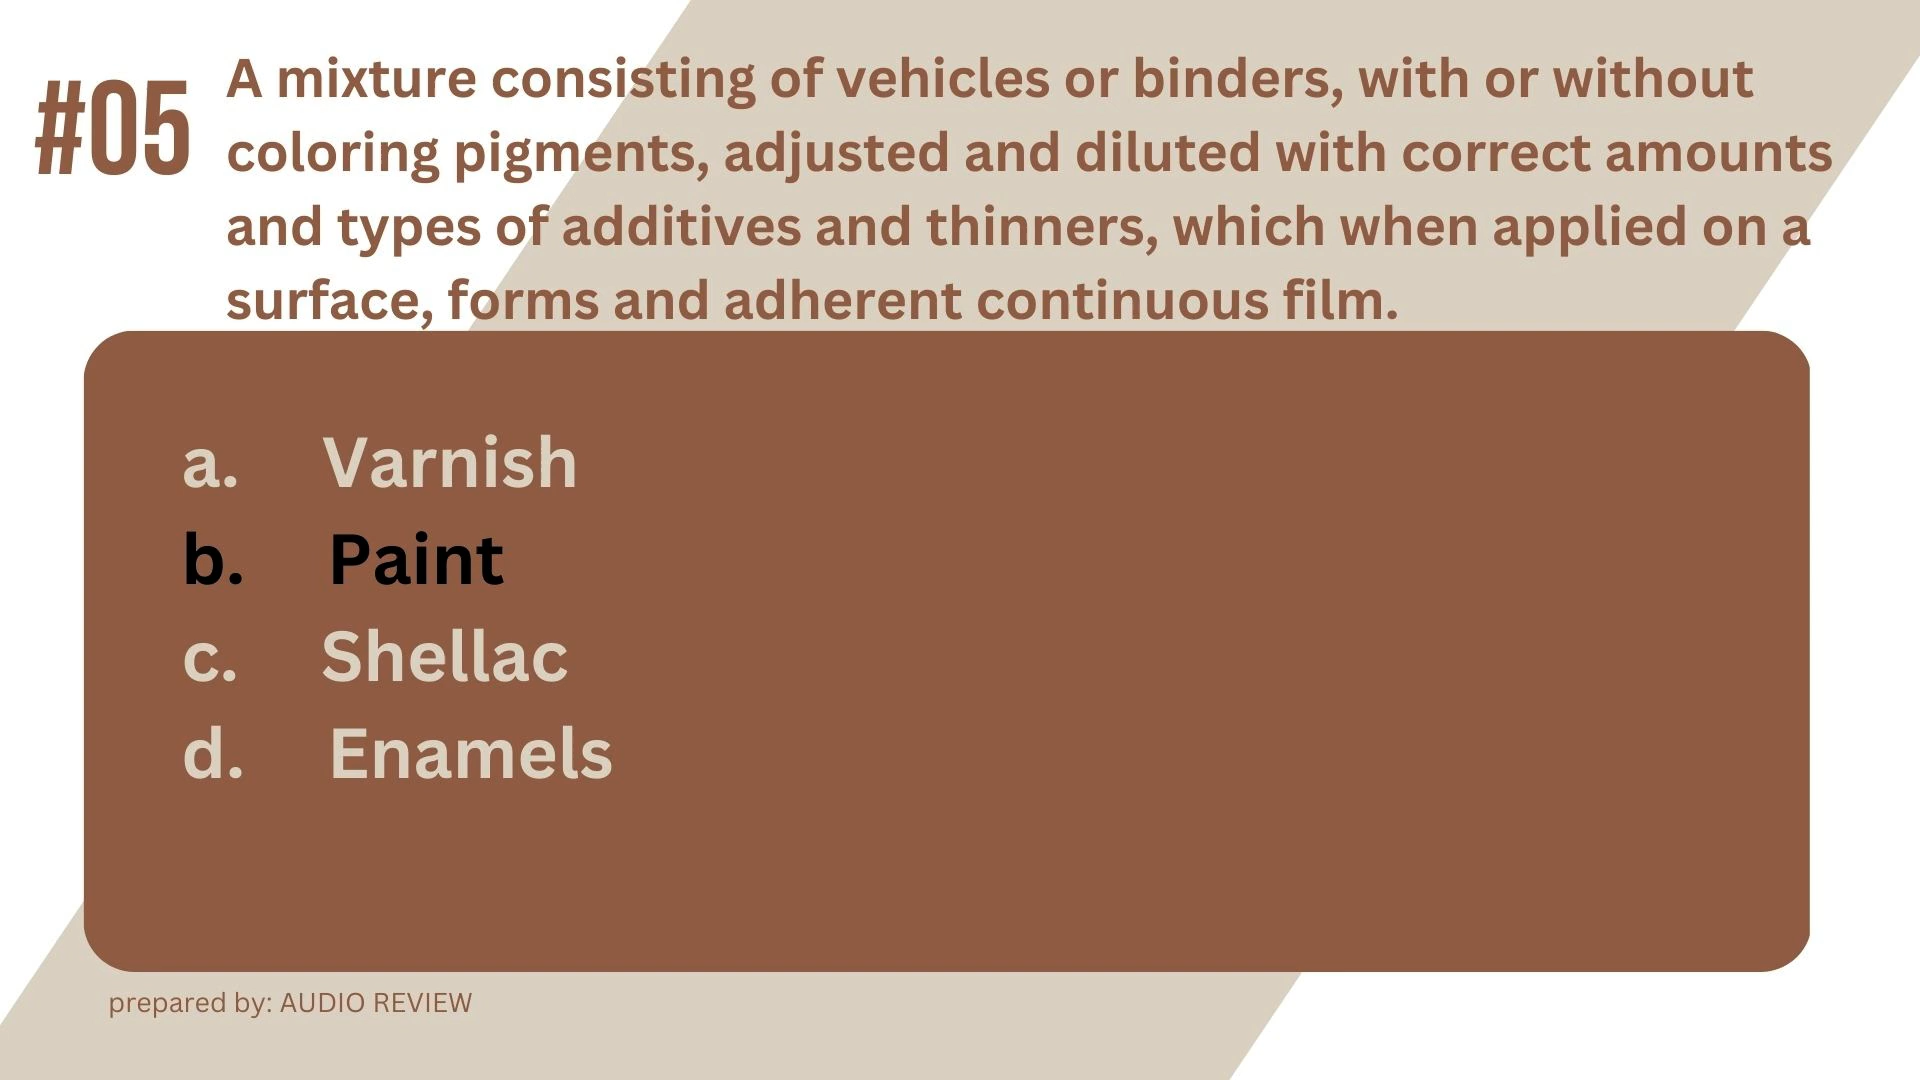 #05
A mixture consisting of vehicles or binders, with or without
coloring pigments, adjusted and diluted with correct amounts
and types of additives and thinners, which when applied on a
surface, forms and adherent continuous film.
a. Varnish
b. Paint
c. Shellac
d. Enamels
prepared by: AUDIO REVIEW